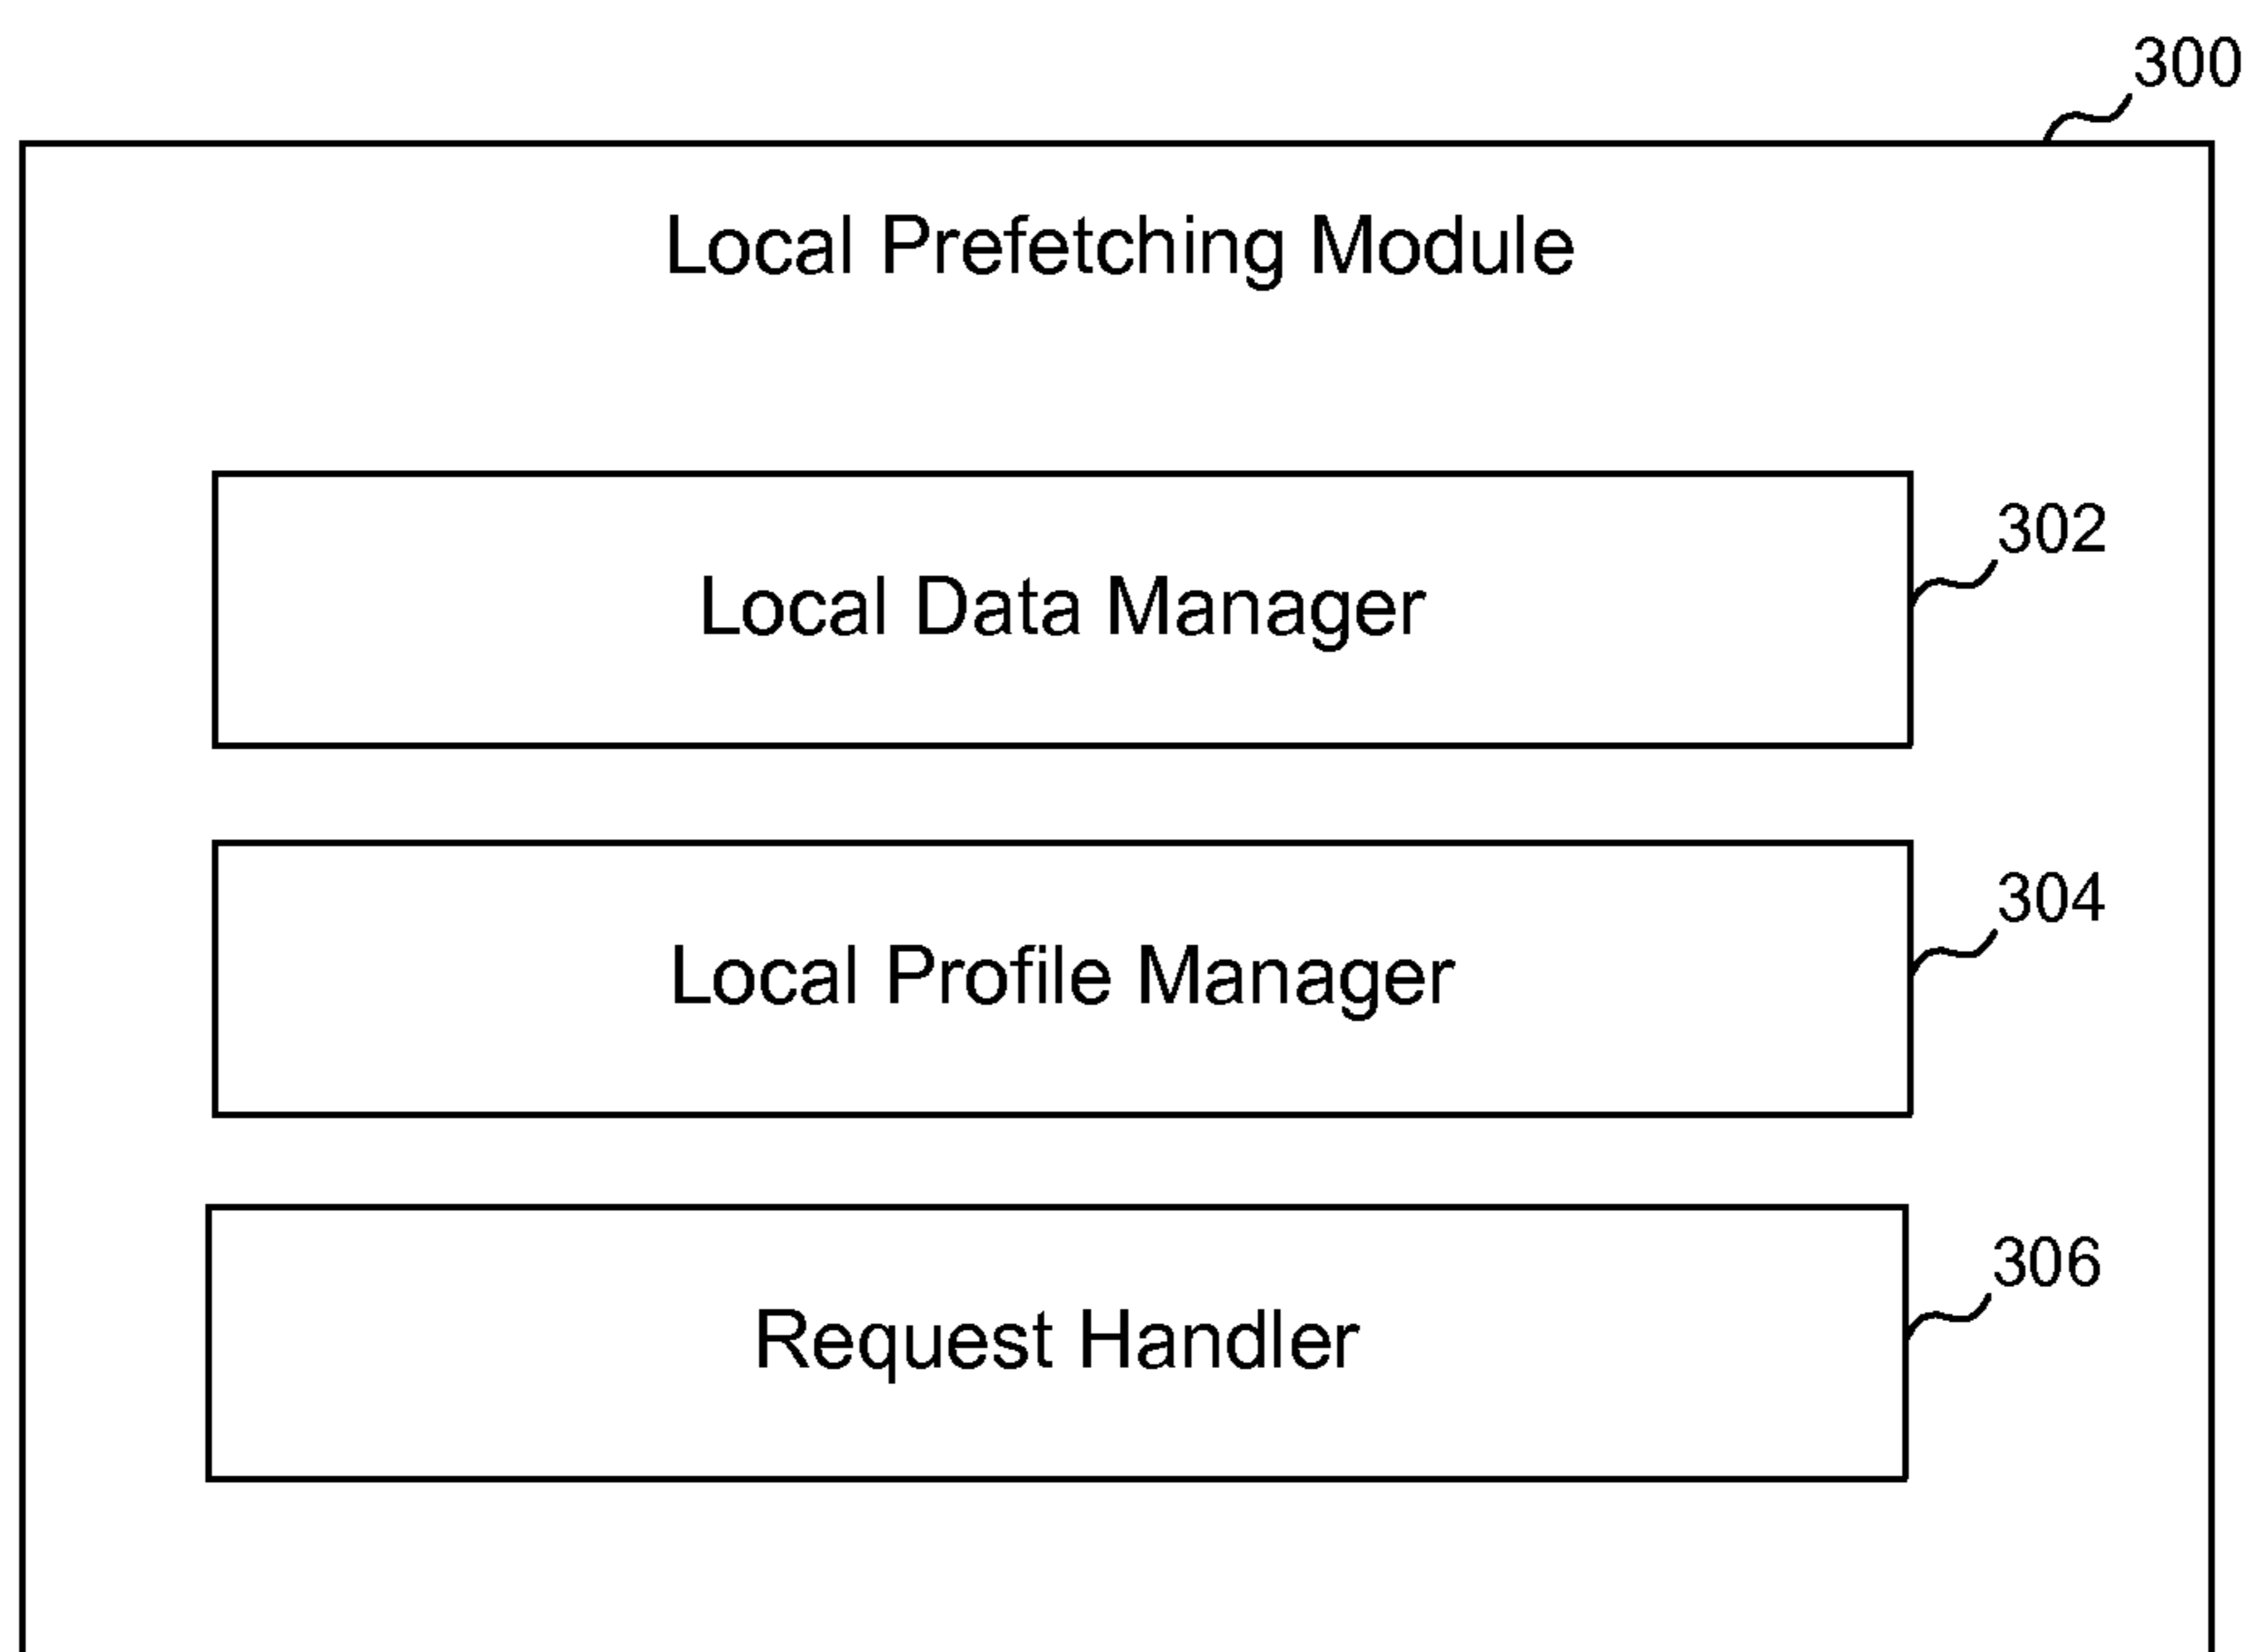 300
Local Prefetching Module
302
Local Data Manager
304
Local Profile Manager
306
Request Handler